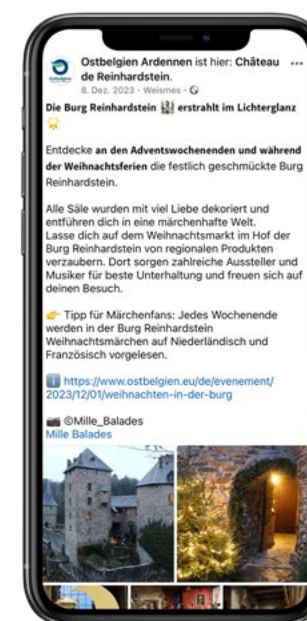 Ostbelgien Ardennen ist hier: Château
de Reinhardstein.
8. Dez. 2023 · Weismes ·
Die Burg Reinhardstein 🏰 erstrahlt im Lichterglanz
🌟
Entdecke an den Adventswochenenden und während
der Weihnachtsferien die festlich geschmückte Burg
Reinhardstein.
Alle Säle wurden mit viel Liebe dekoriert und
entführen dich in eine märchenhafte Welt.
Lasse dich auf dem Weihnachtsmarkt im Hof der
Burg Reinhardstein von regionalen Produkten
verzaubern. Dort sorgen zahlreiche Aussteller und
Musiker für beste Unterhaltung und freuen sich auf
deinen Besuch.
👉 Tipp für Märchenfans: Jedes Wochenende
werden in der Burg Reinhardstein
Weihnachtsmärchen auf Niederländisch und
Französisch vorgelesen.
ℹ️ https://www.ostbelgien.eu/de/evenement/
2023/12/01/weihnachten-in-der-burg
📷 ©Mille_Balades
Mille Balades